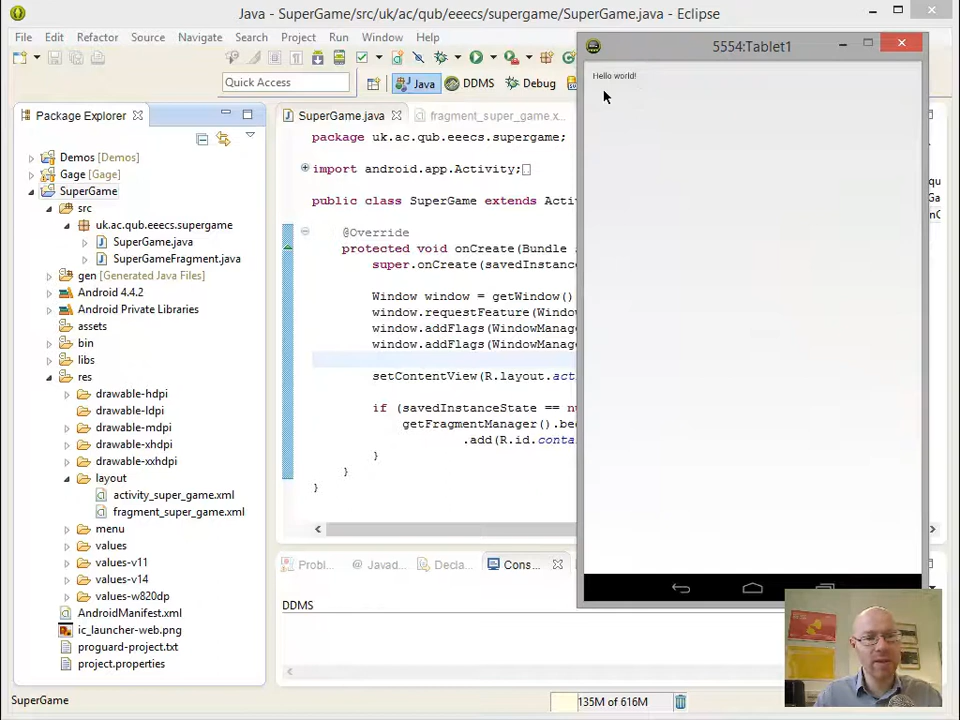 Java - SuperGame/src/uk/ac/qub/eeecs/supergame/SuperGame.java - Eclipse
File Edit Refactor Source Navigate Search Project Run Window Help
Quick Access
Java
DDMS
Debug
Package Explorer
Demos [Demos]
Gage [Gage]
SuperGame
src
uk.ac.qub.eeecs.supergame
SuperGame.java
SuperGameFragment.java
gen [Generated Java Files]
Android 4.4.2
Android Private Libraries
assets
bin
libs
res
drawable-hdpi
drawable-ldpi
drawable-mdpi
drawable-xhdpi
drawable-xxhdpi
layout
activity_super_game.xml
fragment_super_game.xml
menu
values
values-v11
values-v14
values-w820dp
AndroidManifest.xml
ic_launcher-web.png
proguard-project.txt
project.properties
SuperGame.java
fragment_super_game.x...
package uk.ac.qub.eeecs.supergame;
import android.app.Activity;
public class SuperGame extends Acti
@Override
protected void onCreate(Bundle
super.onCreate(savedInstanc
Window window = getWindow()
window.requestFeature(Windo
window.addFlags(WindowManag
window.addFlags(WindowManag
setContentView(R.layout.act
if (savedInstanceState == nu
getFragmentManager().be
.add(R.id.conta
}
}
}
Probl...
@ Javad...
Decla...
Cons...
DDMS
5554:Tablet1
Hello world!
SuperGame
135M of 616M